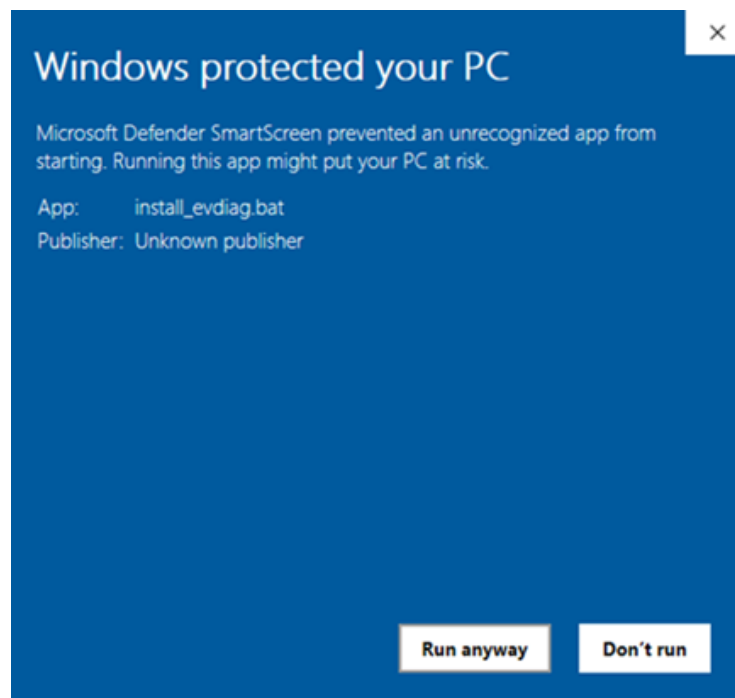 Windows protected your PC
Microsoft Defender SmartScreen prevented an unrecognized app from
starting. Running this app might put your PC at risk.
App: install_evdiag.bat
Publisher: Unknown publisher
Run anyway Don't run